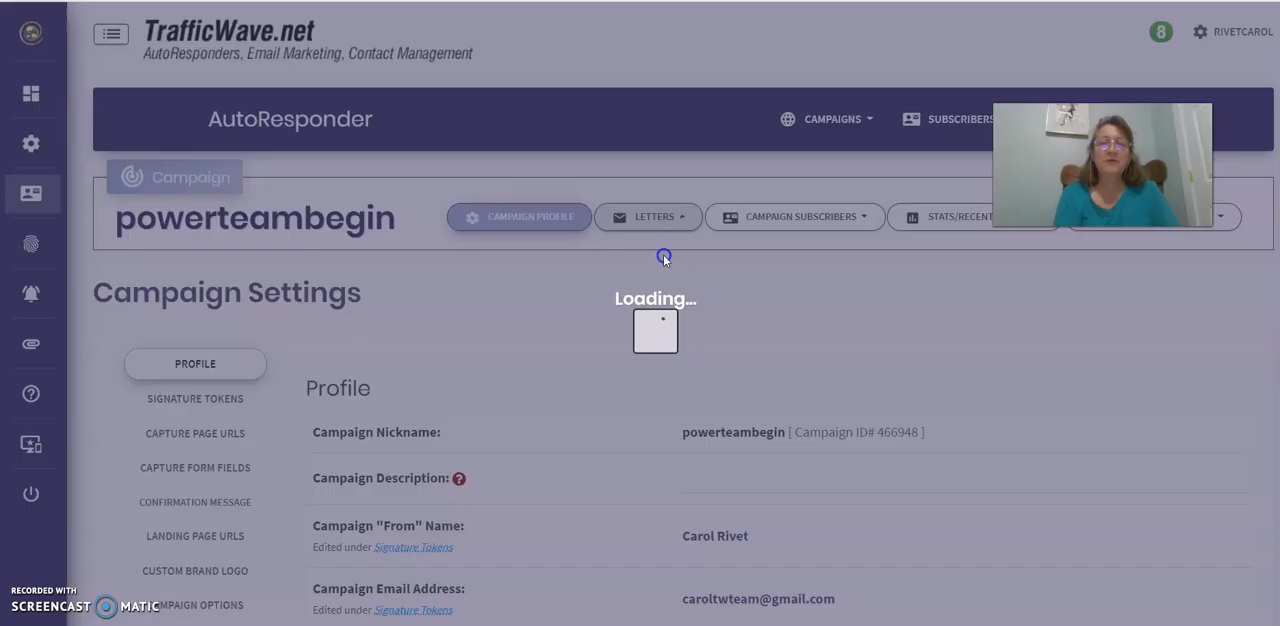 TrafficWave.net
AutoResponders, Email Marketing, Contact Management
8
RIVETCAROL
AutoResponder
CAMPAIGNS
SUBSCRIBERS
Campaign
powerteambegin
CAMPAIGN PROFILE
LETTERS
CAMPAIGN SUBSCRIBERS
STATS/RECENT
Campaign Settings
Loading...
PROFILE
SIGNATURE TOKENS
CAPTURE PAGE URLS
CAPTURE FORM FIELDS
CONFIRMATION MESSAGE
LANDING PAGE URLS
CUSTOM BRAND LOGO
MPAIGN OPTIONS
Profile
Campaign Nickname:
powerteambegin [ Campaign ID# 466948 ]
Campaign Description: ?
Campaign "From" Name:
Edited under Signature Tokens
Carol Rivet
Campaign Email Address:
Edited under Signature Tokens
caroltwteam@gmail.com
RECORDED WITH
SCREENCAST MATIC